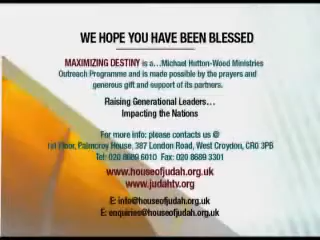 WE HOPE YOU HAVE BEEN BLESSED
MAXIMIZING DESTINY is a...Michael Hutton-Wood Ministries
Outreach Programme and is made possible by the prayers and
generous gift and support of its partners.
Raising Generational Leaders...
Impacting the Nations
For more info: please contacts us @
1st Floor, Palmcroy House, 387 London Road, West Croydon, CR0 3PB
Tel: 020 8689 6010 Fax: 020 8689 3301
www.houseofjudah.org.uk
www.judahtv.org
E: info@houseofjudah.org.uk
E: enquiries@houseofjudah.org.uk